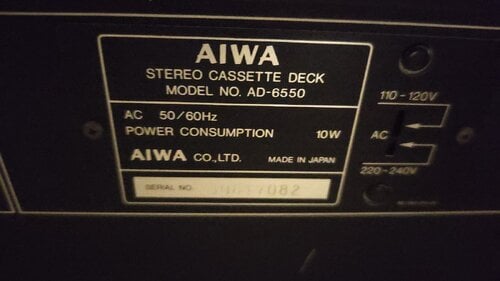 AIWA
STEREO CASSETTE DECK
MODEL NO. AD-6550
AC 50/60Hz
POWER CONSUMPTION 10W
AIWA CO., LTD. MADE IN JAPAN
SERIAL NO.
110-120V
AC
220-240V